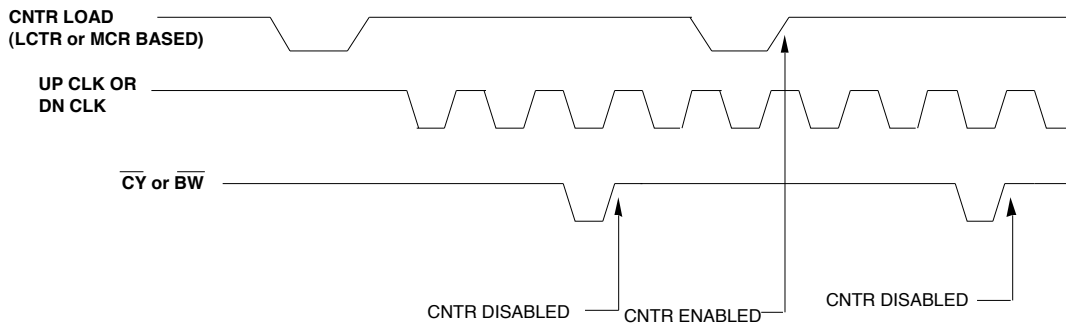 CNTR LOAD
(LCTR or MCR BASED)
UP CLK OR
DN CLK
CY or BW
CNTR DISABLED
CNTR ENABLED
CNTR DISABLED